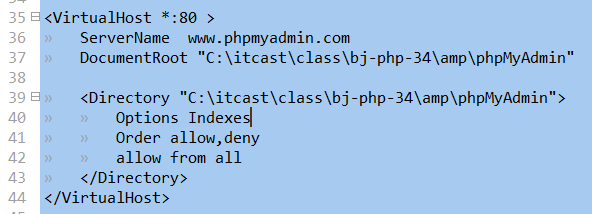 35 <VirtualHost *:80 >
36 » ServerName  www.phpmyadmin.com
37 » DocumentRoot "C:\itcast\class\bj-php-34\amp\phpMyAdmin"
38
39 » <Directory "C:\itcast\class\bj-php-34\amp\phpMyAdmin">
40 » » Options Indexes
41 » » Order allow,deny
42 » » allow from all
43 » </Directory>
44 </VirtualHost>